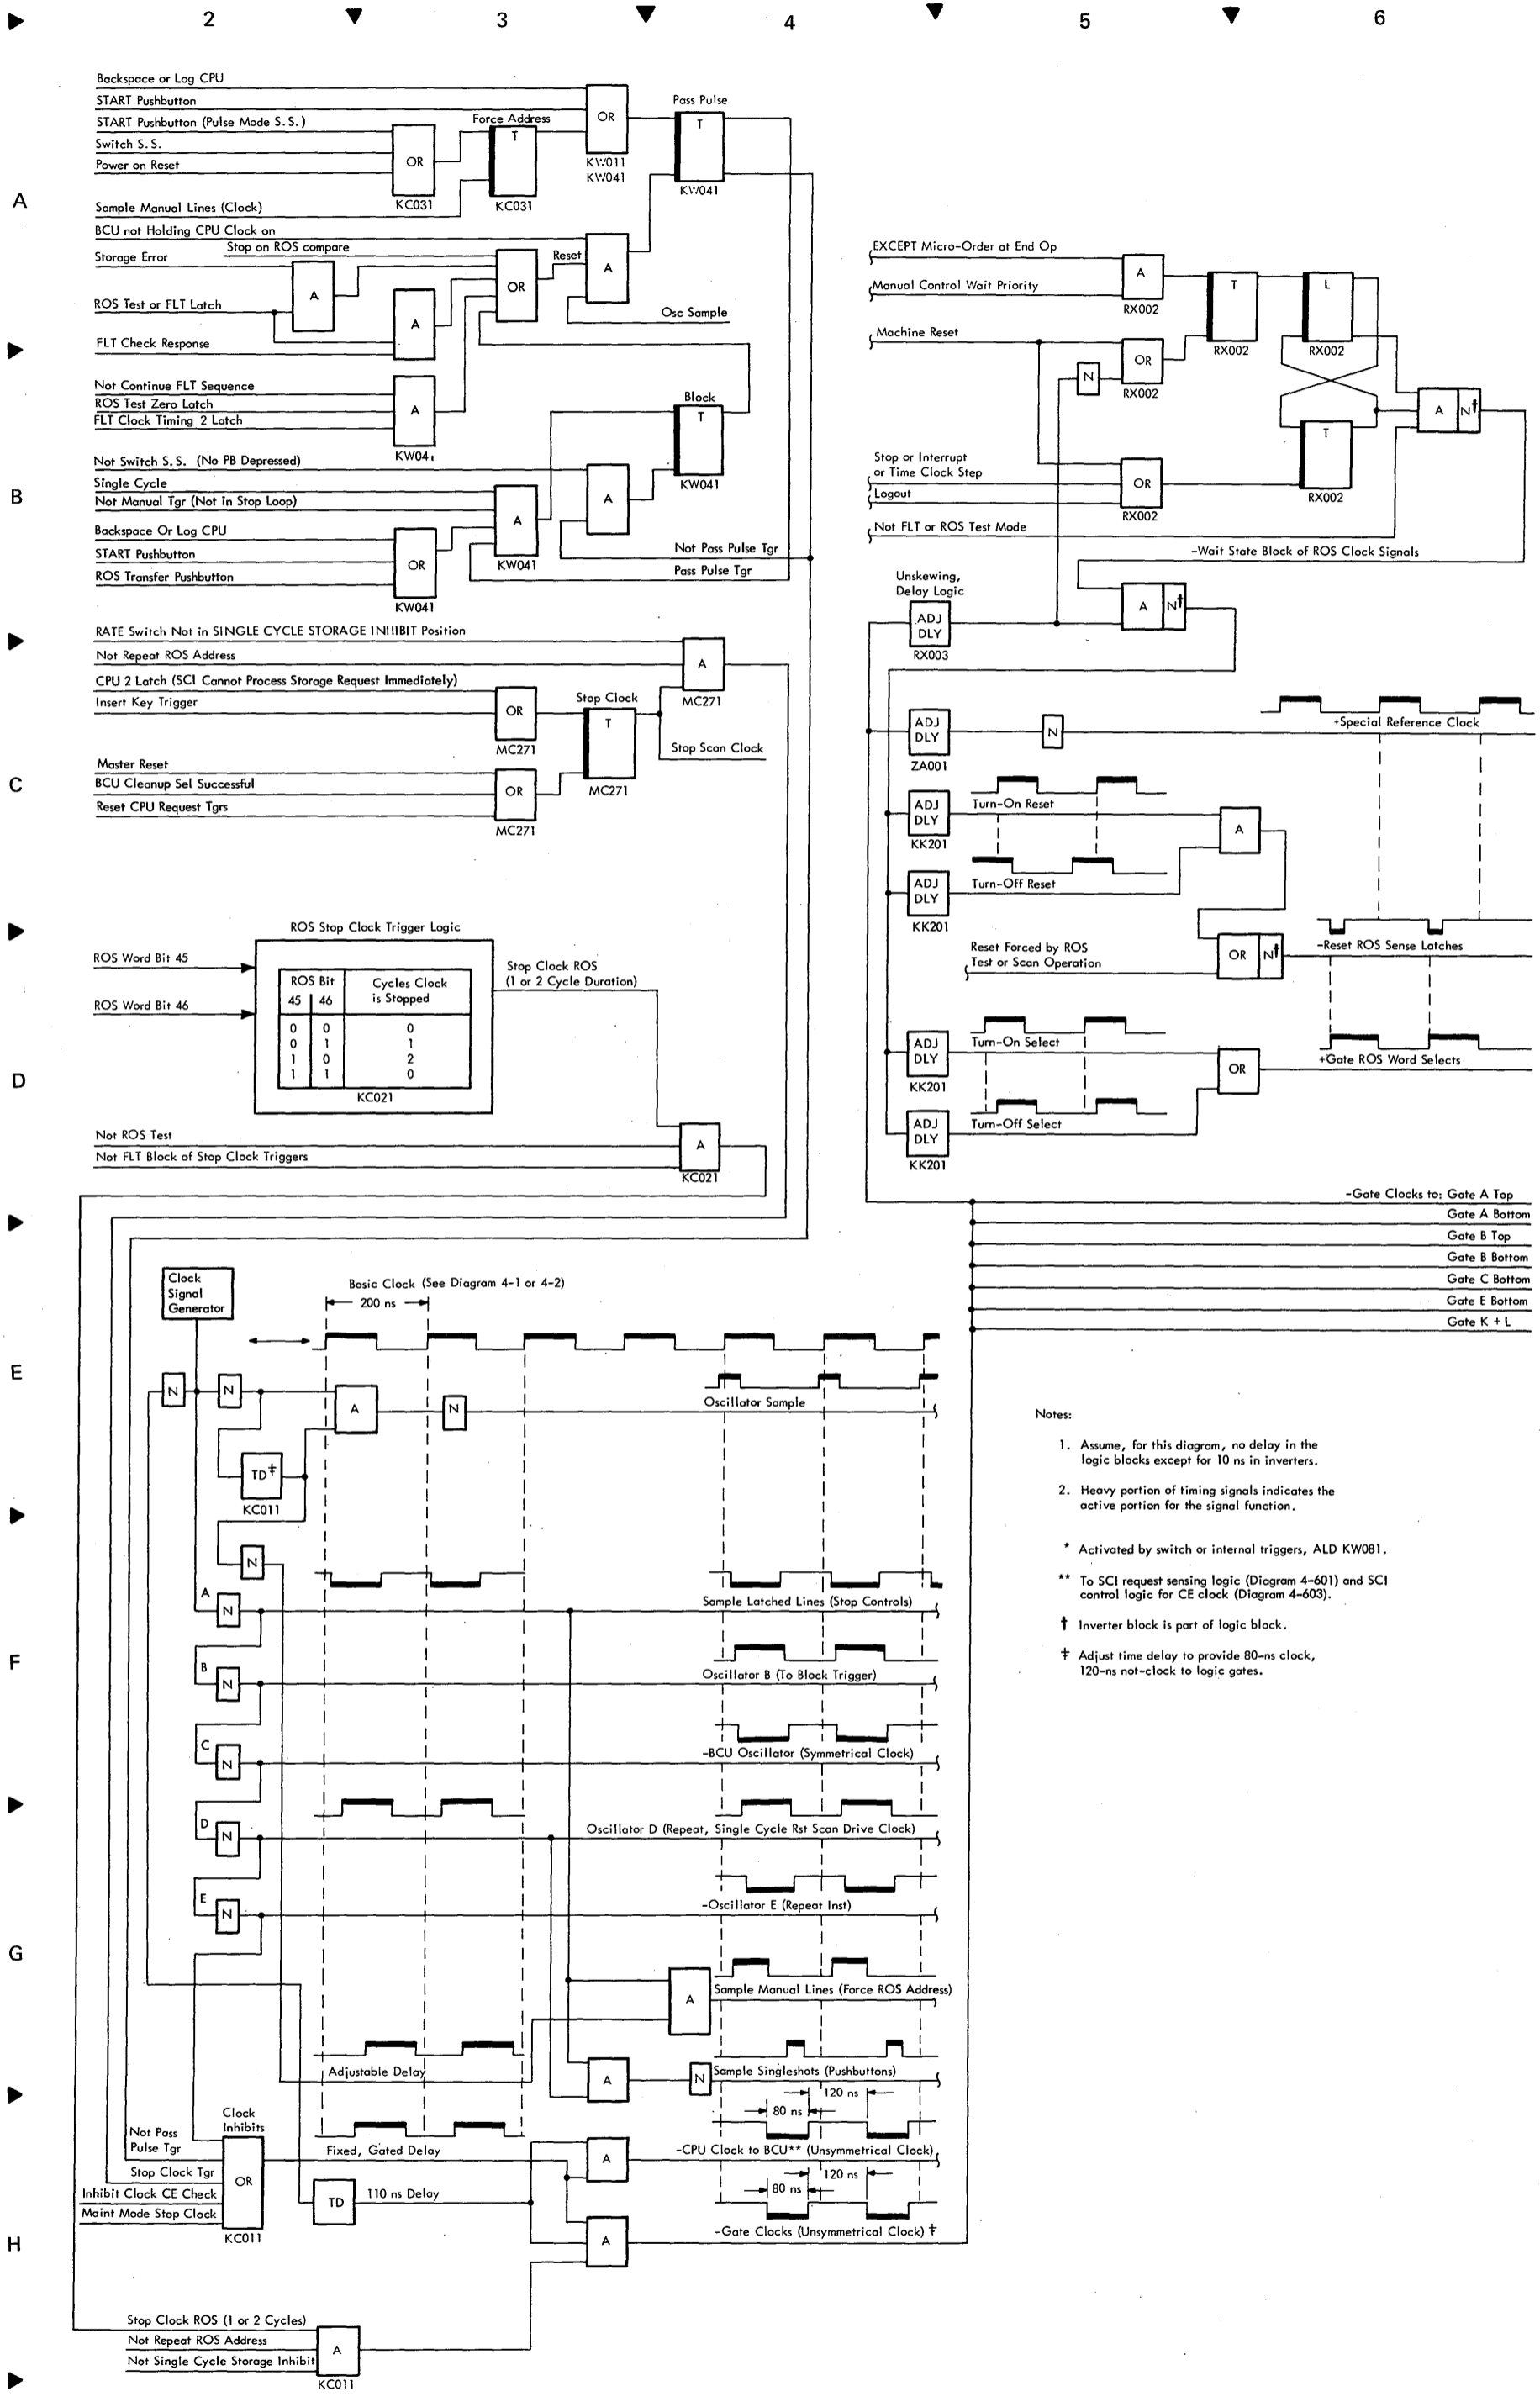 2 3 4 5 6
Backspace or Log CPU
START Pushbutton
START Pushbutton (Pulse Mode S.S.)
Switch S.S.
Power on Reset
OR
KC031
Force Address
T
KC031
OR
KW011
KW041
Pass Pulse
T
KW041
A
Sample Manual Lines (Clock)
BCU not Holding CPU Clock on
Stop on ROS compare
Storage Error
A
ROS Test or FLT Latch
A
FLT Check Response
OR
Reset
A
Osc Sample
Not Continue FLT Sequence
ROS Test Zero Latch
FLT Clock Timing 2 Latch
A
Block
T
KW041
B
Not Switch S.S. (No PB Depressed)
Single Cycle
Not Manual Tgr (Not in Stop Loop)
A
KW041
A
Backspace Or Log CPU
START Pushbutton
ROS Transfer Pushbutton
OR
KW041
Not Pass Pulse Tgr
Pass Pulse Tgr
EXCEPT Micro-Order at End Op
Manual Control Wait Priority
A
RX002
T
RX002
L
RX002
Machine Reset
N
OR
RX002
A
N†
T
RX002
Stop or Interrupt
or Time Clock Step
Logout
OR
RX002
Not FLT or ROS Test Mode
-Wait State Block of ROS Clock Signals
Unskewing,
Delay Logic
ADJ
DLY
RX003
A
N†
RATE Switch Not in SINGLE CYCLE STORAGE INHIBIT Position
Not Repeat ROS Address
A
MC271
CPU 2 Latch (SCI Cannot Process Storage Request Immediately)
Insert Key Trigger
OR
MC271
Stop Clock
T
MC271
Stop Scan Clock
C
Master Reset
BCU Cleanup Sel Successful
Reset CPU Request Tgrs
OR
MC271
ADJ
DLY
ZA001
N
+Special Reference Clock
ADJ
DLY
KK201
Turn-On Reset
A
ADJ
DLY
KK201
Turn-Off Reset
Reset Forced by ROS
Test or Scan Operation
OR
N†
-Reset ROS Sense Latches
ADJ
DLY
KK201
Turn-On Select
OR
+Gate ROS Word Selects
ADJ
DLY
KK201
Turn-Off Select
ROS Stop Clock Trigger Logic
ROS Word Bit 45
ROS Word Bit 46
ROS Bit
45 46
Cycles Clock
is Stopped
0 0 0
0 1 1
1 0 2
1 1 0
KC021
Stop Clock ROS
(1 or 2 Cycle Duration)
D
Not ROS Test
Not FLT Block of Stop Clock Triggers
A
KC021
-Gate Clocks to: Gate A Top
Gate A Bottom
Gate B Top
Gate B Bottom
Gate C Bottom
Gate E Bottom
Gate K + L
Clock
Signal
Generator
Basic Clock (See Diagram 4-1 or 4-2)
200 ns
E
N
N
A
N
Oscillator Sample
TD‡
KC011
N
A
N
Sample Latched Lines (Stop Controls)
F
B
N
Oscillator B (To Block Trigger)
C
N
-BCU Oscillator (Symmetrical Clock)
D
N
Oscillator D (Repeat, Single Cycle Rst Scan Drive Clock)
E
N
-Oscillator E (Repeat Inst)
G
A
Sample Manual Lines (Force ROS Address)
Adjustable Delay
A
N
Sample Singleshots (Pushbuttons)
120 ns
80 ns
Clock
Inhibits
Not Pass
Pulse Tgr
Stop Clock Tgr
Inhibit Clock CE Check
Maint Mode Stop Clock
OR
KC011
Fixed, Gated Delay
TD
110 ns Delay
A
-CPU Clock to BCU** (Unsymmetrical Clock)
120 ns
80 ns
A
-Gate Clocks (Unsymmetrical Clock) ‡
H
Stop Clock ROS (1 or 2 Cycles)
Not Repeat ROS Address
Not Single Cycle Storage Inhibit
A
KC011
Notes:
1. Assume, for this diagram, no delay in the
logic blocks except for 10 ns in inverters.
2. Heavy portion of timing signals indicates the
active portion for the signal function.
* Activated by switch or internal triggers, ALD KW081.
** To SCI request sensing logic (Diagram 4-601) and SCI
control logic for CE clock (Diagram 4-603).
† Inverter block is part of logic block.
‡ Adjust time delay to provide 80-ns clock,
120-ns not-clock to logic gates.